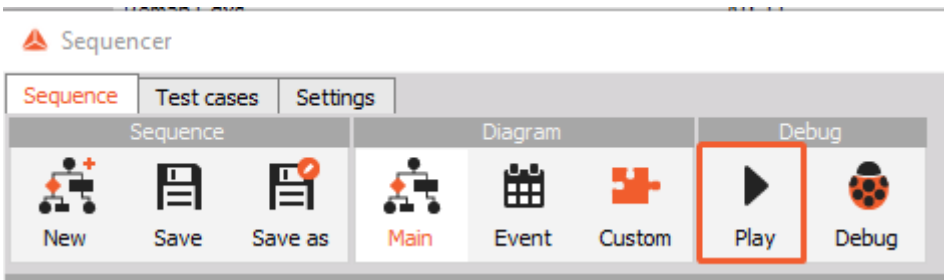 Sequencer
Sequence Test cases Settings
Sequence Diagram Debug
New Save Save as Main Event Custom Play Debug